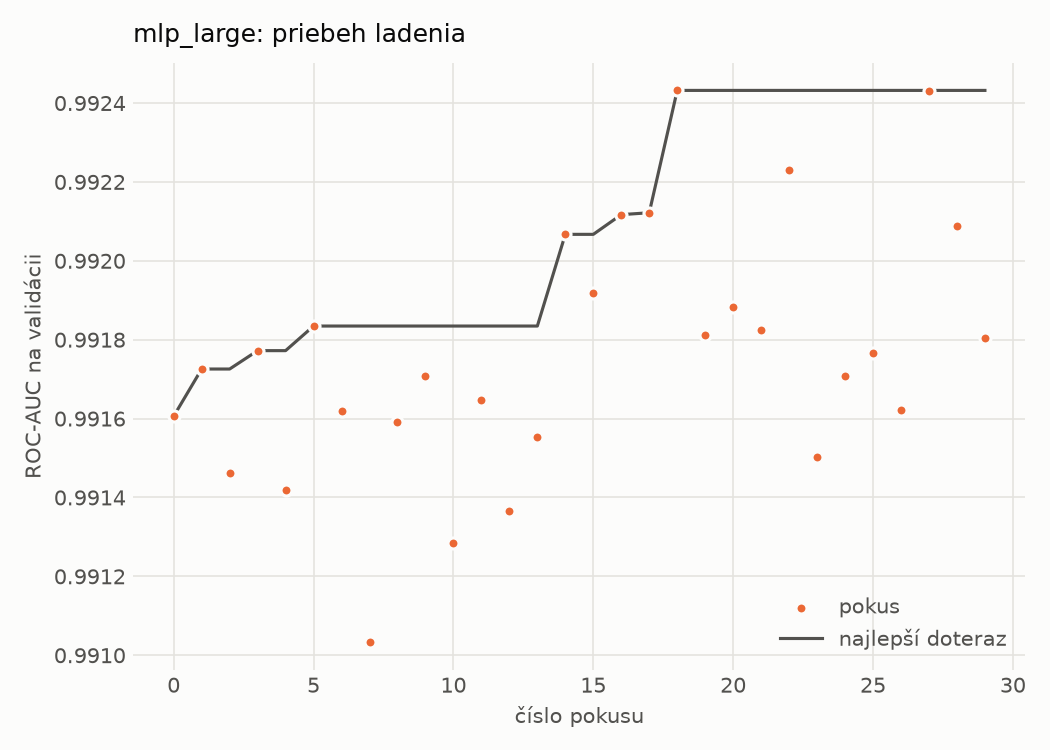 mlp_large: priebeh ladenia
ROC-AUC na validácii
0.9924
0.9922
0.9920
0.9918
0.9916
0.9914
0.9912
0.9910
pokus
najlepší doteraz
0 5 10 15 20 25 30
číslo pokusu